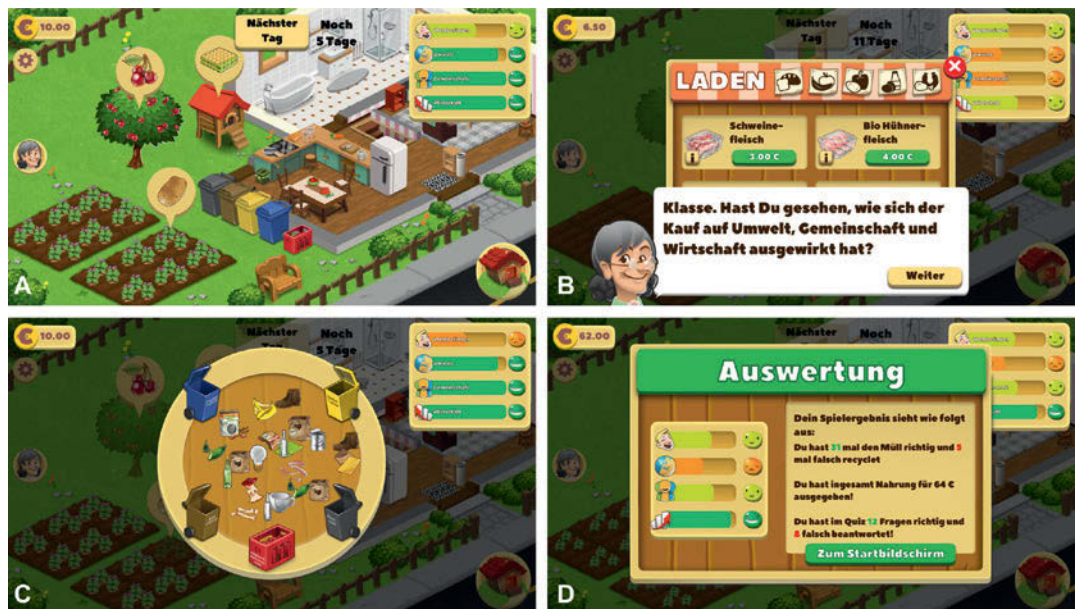 10.00
Nächster
Tag
Noch
5 Tage
A
6.50
Nächster
Tag
Noch
11 Tage
LADEN
Schweine-
fleisch
3.00 €
Bio Hühner-
fleisch
4.00 €
Klasse. Hast Du gesehen, wie sich der
Kauf auf Umwelt, Gemeinschaft und
Wirtschaft ausgewirkt hat?
Weiter
B
10.00
Nächster
Tag
Noch
5 Tage
C
62.00
Nächster
Noch
Auswertung
Dein Spielergebnis sieht wie folgt
aus:
Du hast 31 mal den Müll richtig und 5
mal falsch recyclet
Du hast ingesamt Nahrung für 64 €
ausgegeben!
Du hast im Quiz 12 Fragen richtig und
8 falsch beantwortet!
Zum Startbildschirm
D